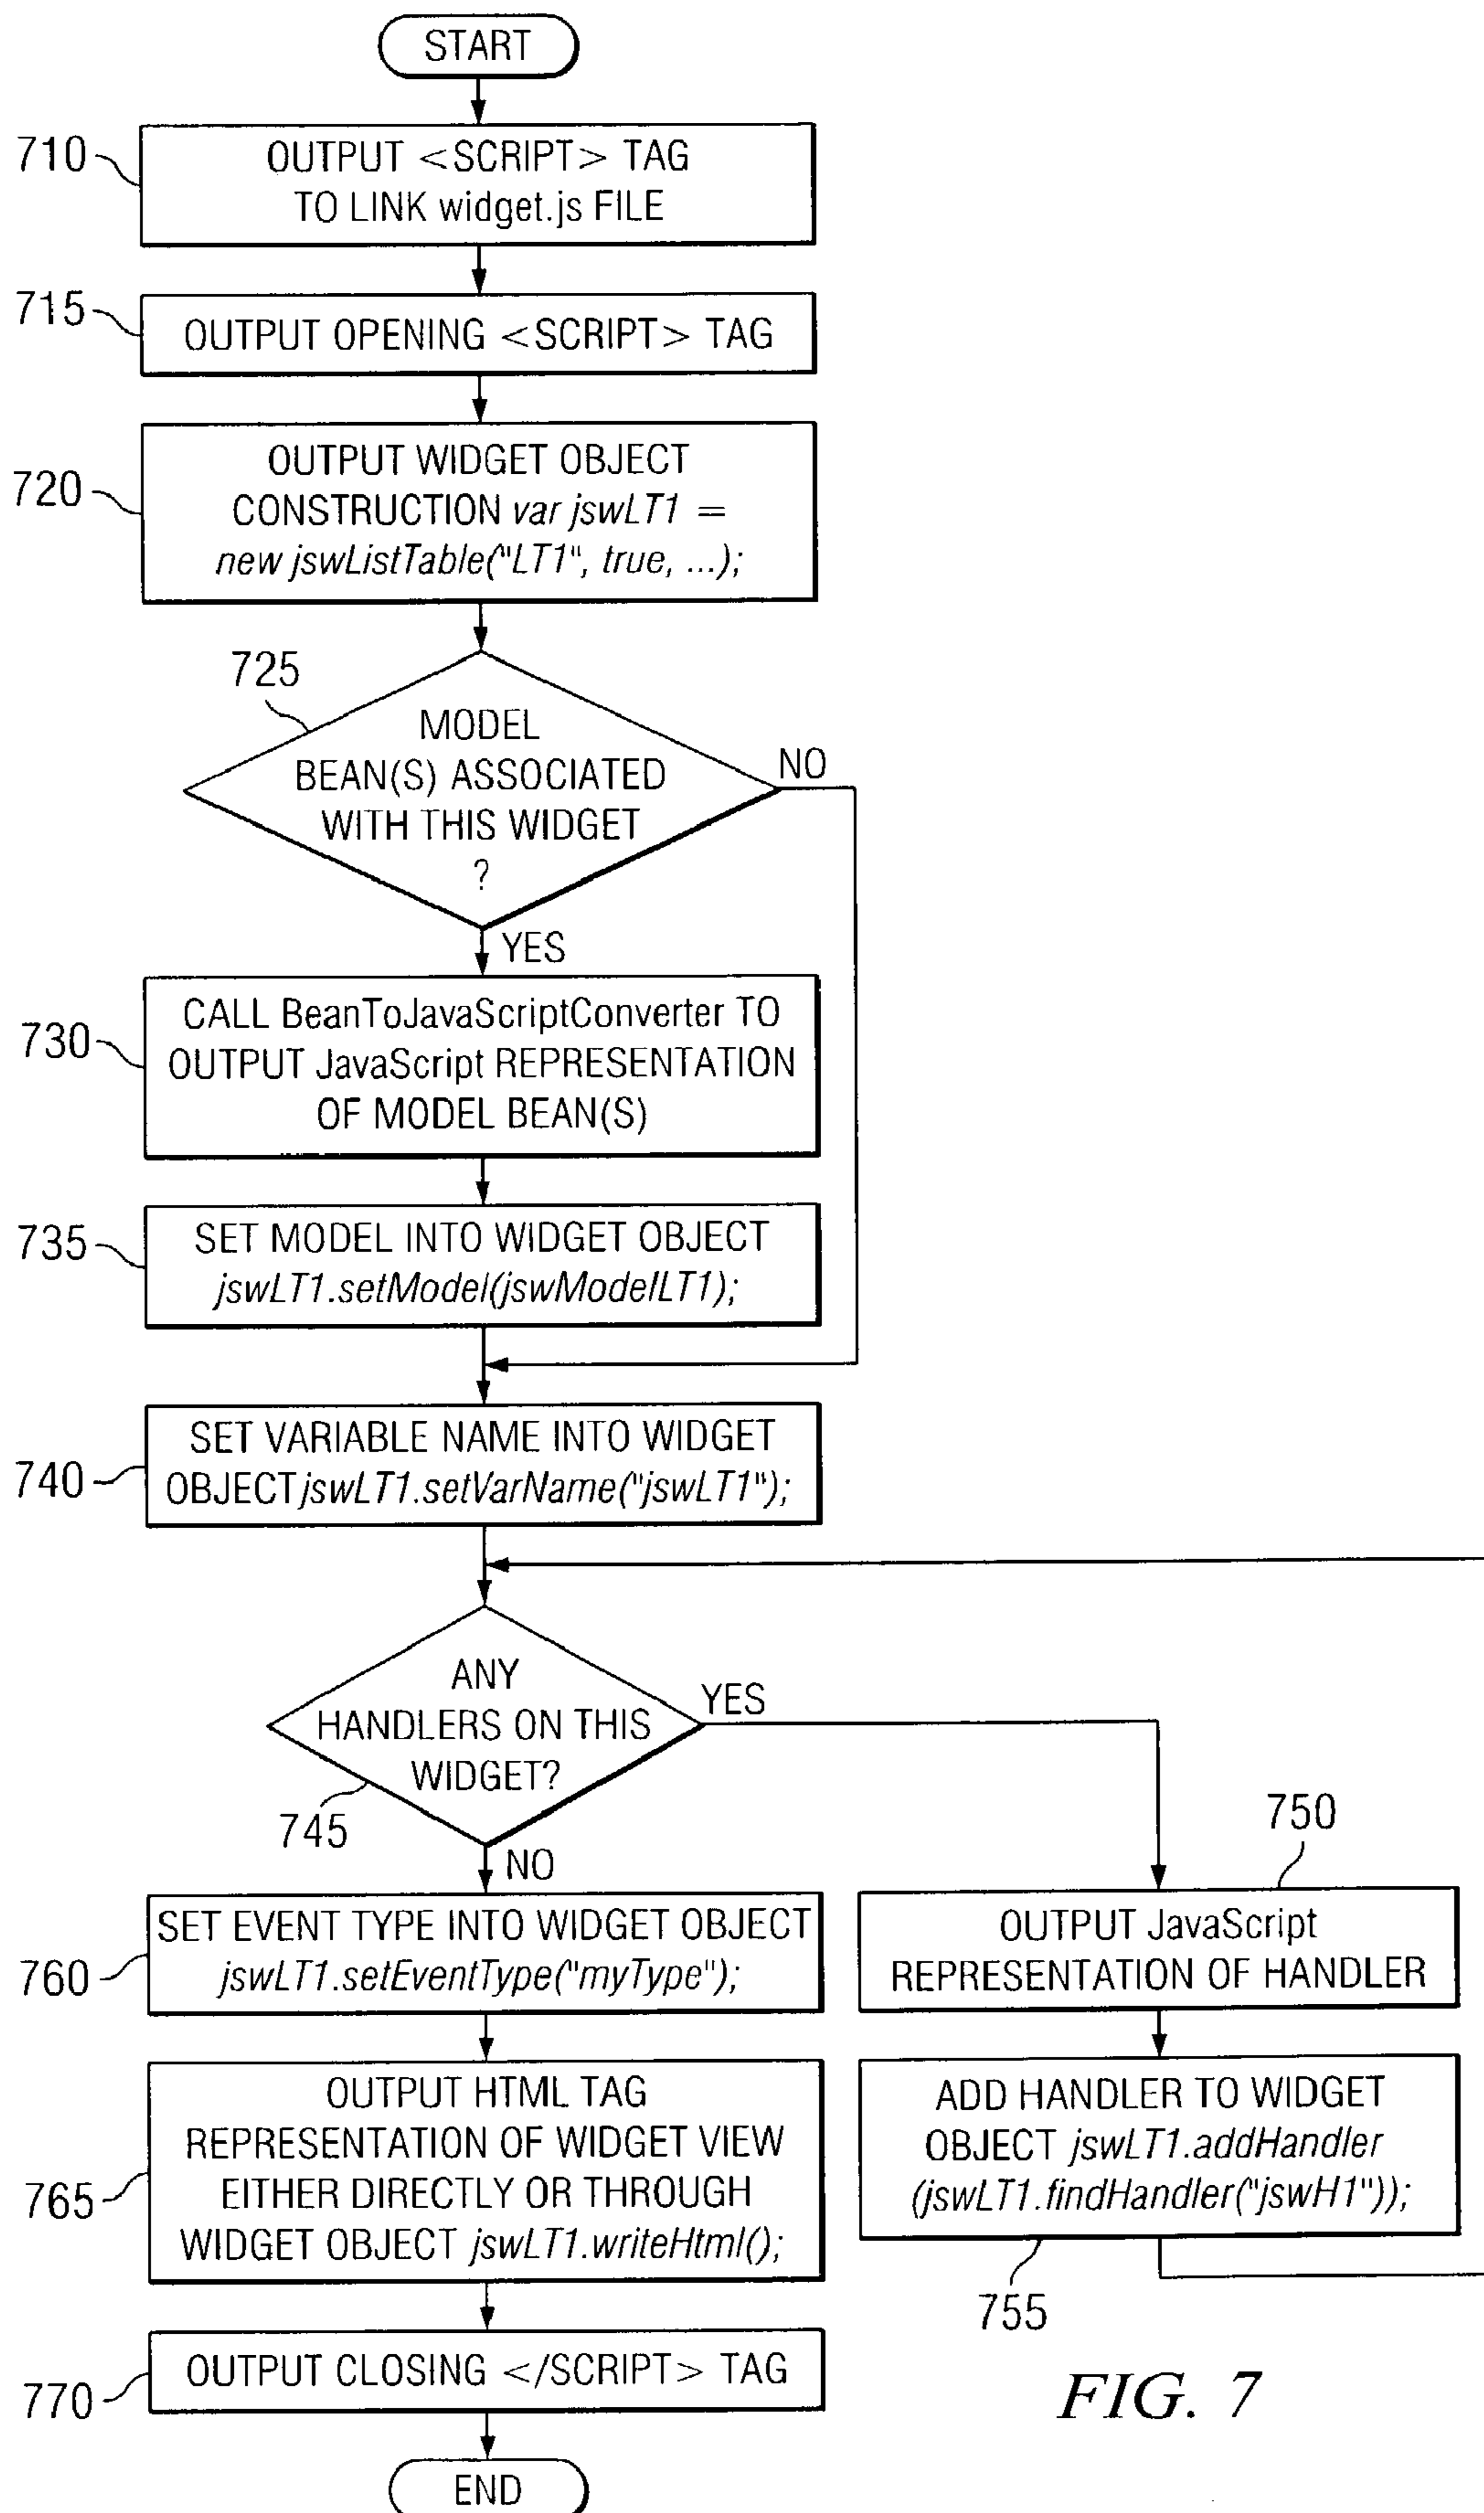 START
710
OUTPUT <SCRIPT> TAG
TO LINK widget.js FILE
715
OUTPUT OPENING <SCRIPT> TAG
720
OUTPUT WIDGET OBJECT
CONSTRUCTION var jswLT1 =
new jswListTable("LT1", true, ...);
725
MODEL
BEAN(S) ASSOCIATED
WITH THIS WIDGET
?
NO
YES
730
CALL BeanToJavaScriptConverter TO
OUTPUT JavaScript REPRESENTATION
OF MODEL BEAN(S)
735
SET MODEL INTO WIDGET OBJECT
jswLT1.setModel(jswModelLT1);
740
SET VARIABLE NAME INTO WIDGET
OBJECT jswLT1.setVarName("jswLT1");
ANY
HANDLERS ON THIS
WIDGET?
YES
745
NO
750
OUTPUT JavaScript
REPRESENTATION OF HANDLER
ADD HANDLER TO WIDGET
OBJECT jswLT1.addHandler
(jswLT1.findHandler("jswH1"));
755
760
SET EVENT TYPE INTO WIDGET OBJECT
jswLT1.setEventType("myType");
765
OUTPUT HTML TAG
REPRESENTATION OF WIDGET VIEW
EITHER DIRECTLY OR THROUGH
WIDGET OBJECT jswLT1.writeHtml();
770
OUTPUT CLOSING </SCRIPT> TAG
END
FIG. 7